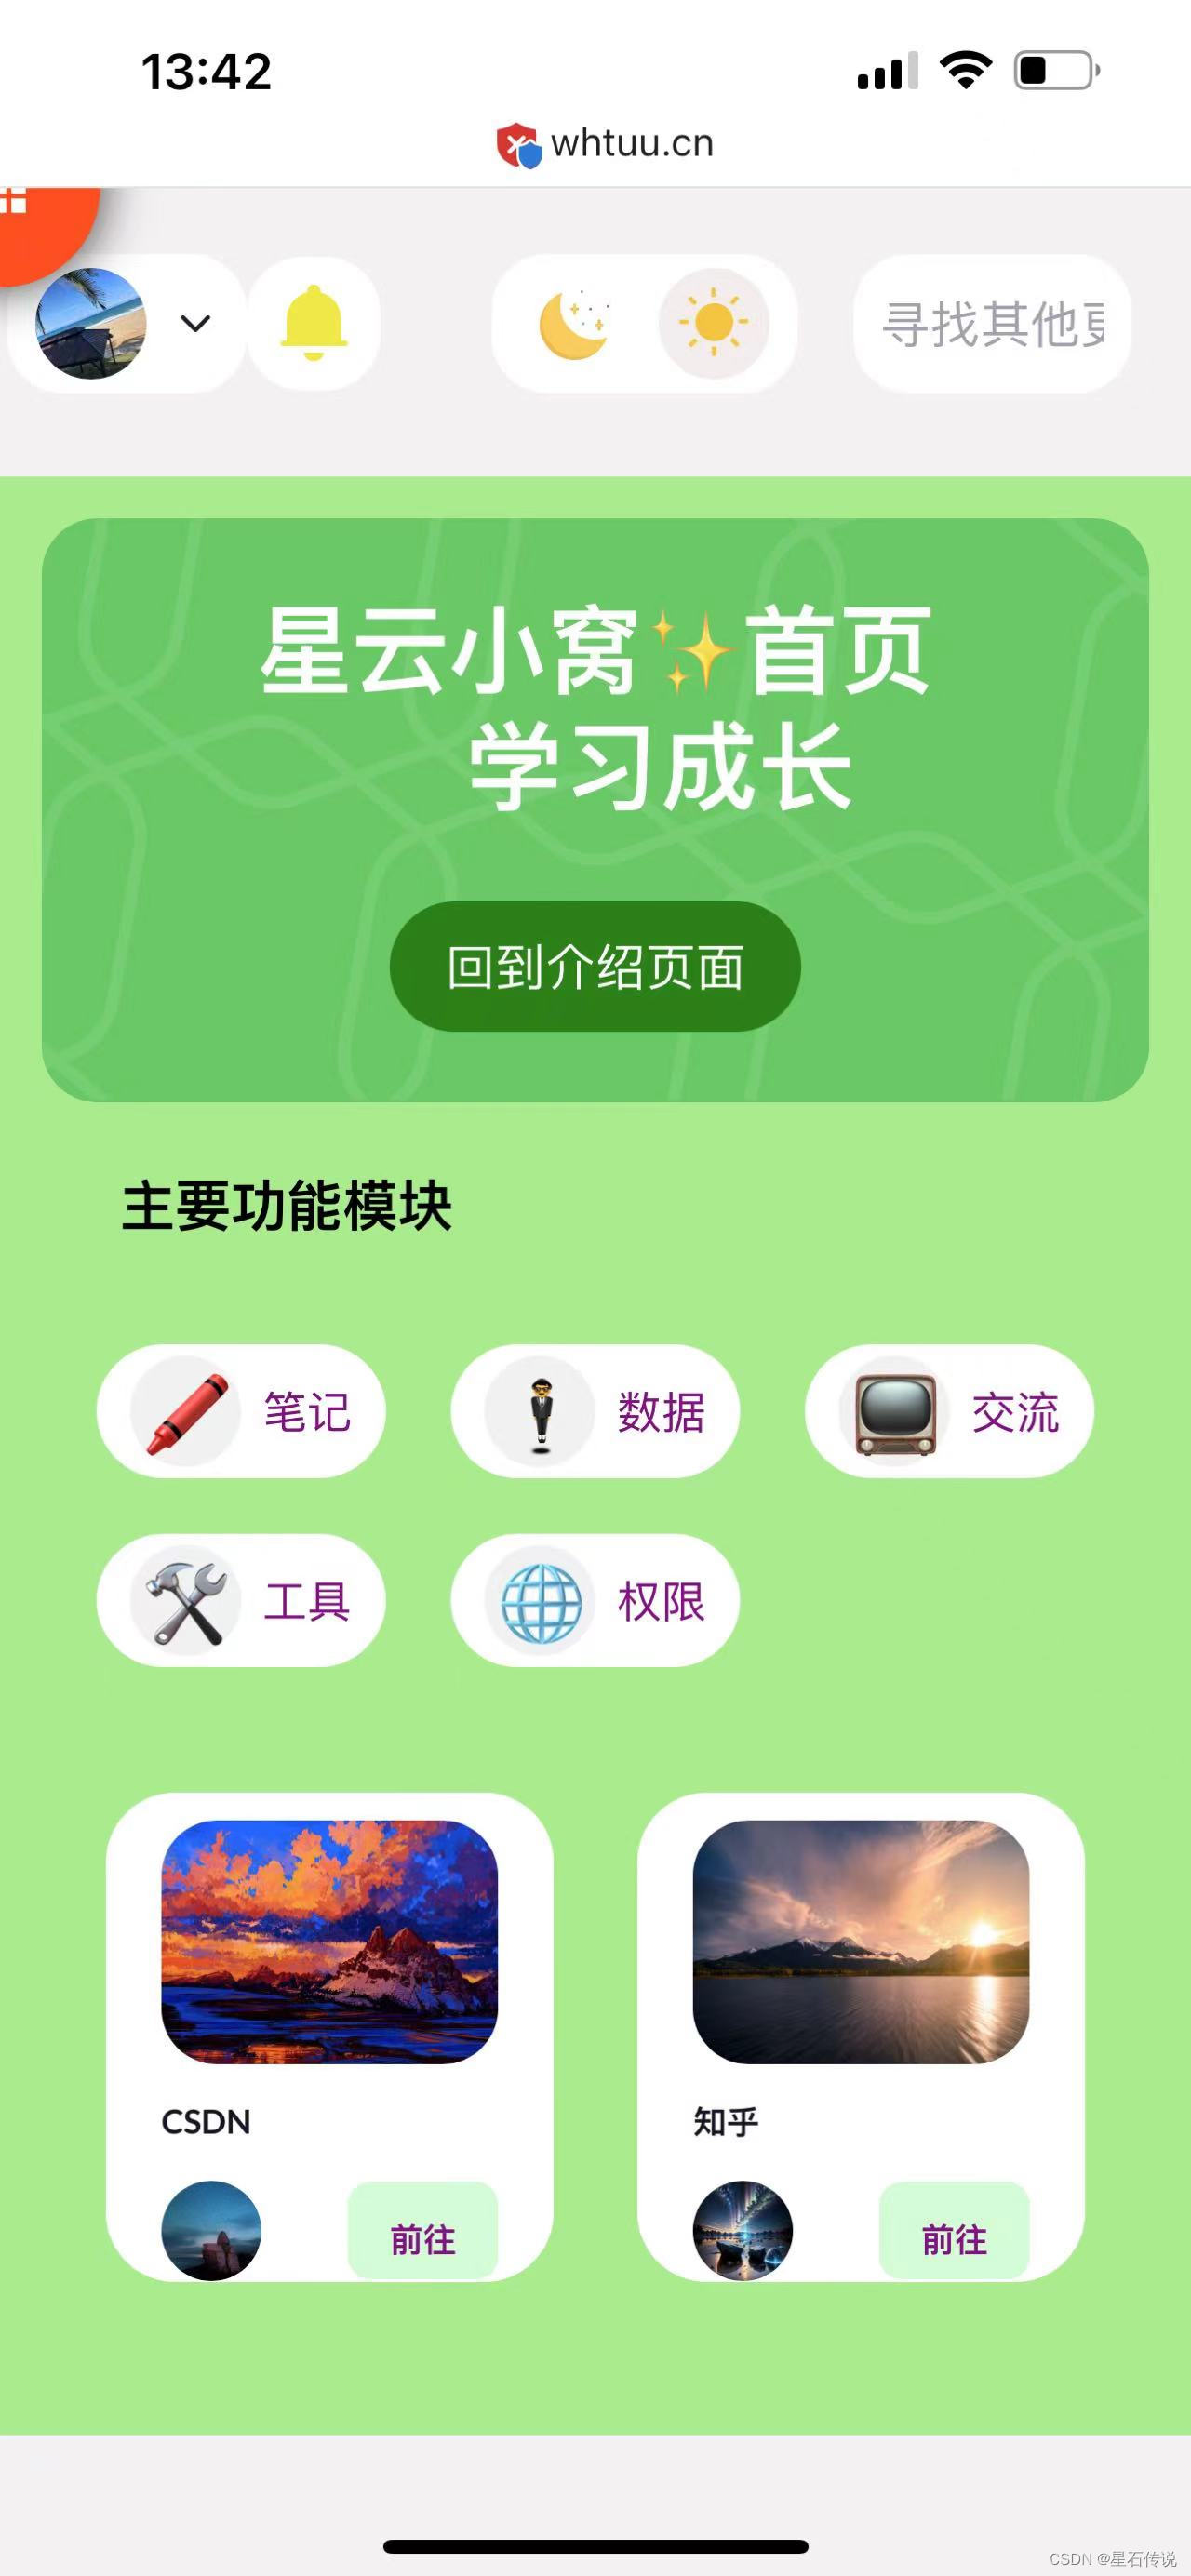 13:42
whtuu.cn
寻找其他
星云小窝✨首页
学习成长
回到介绍页面
主要功能模块
笔记
数据
交流
工具
权限
CSDN
知乎
前往
前往
CSDN @星石传说